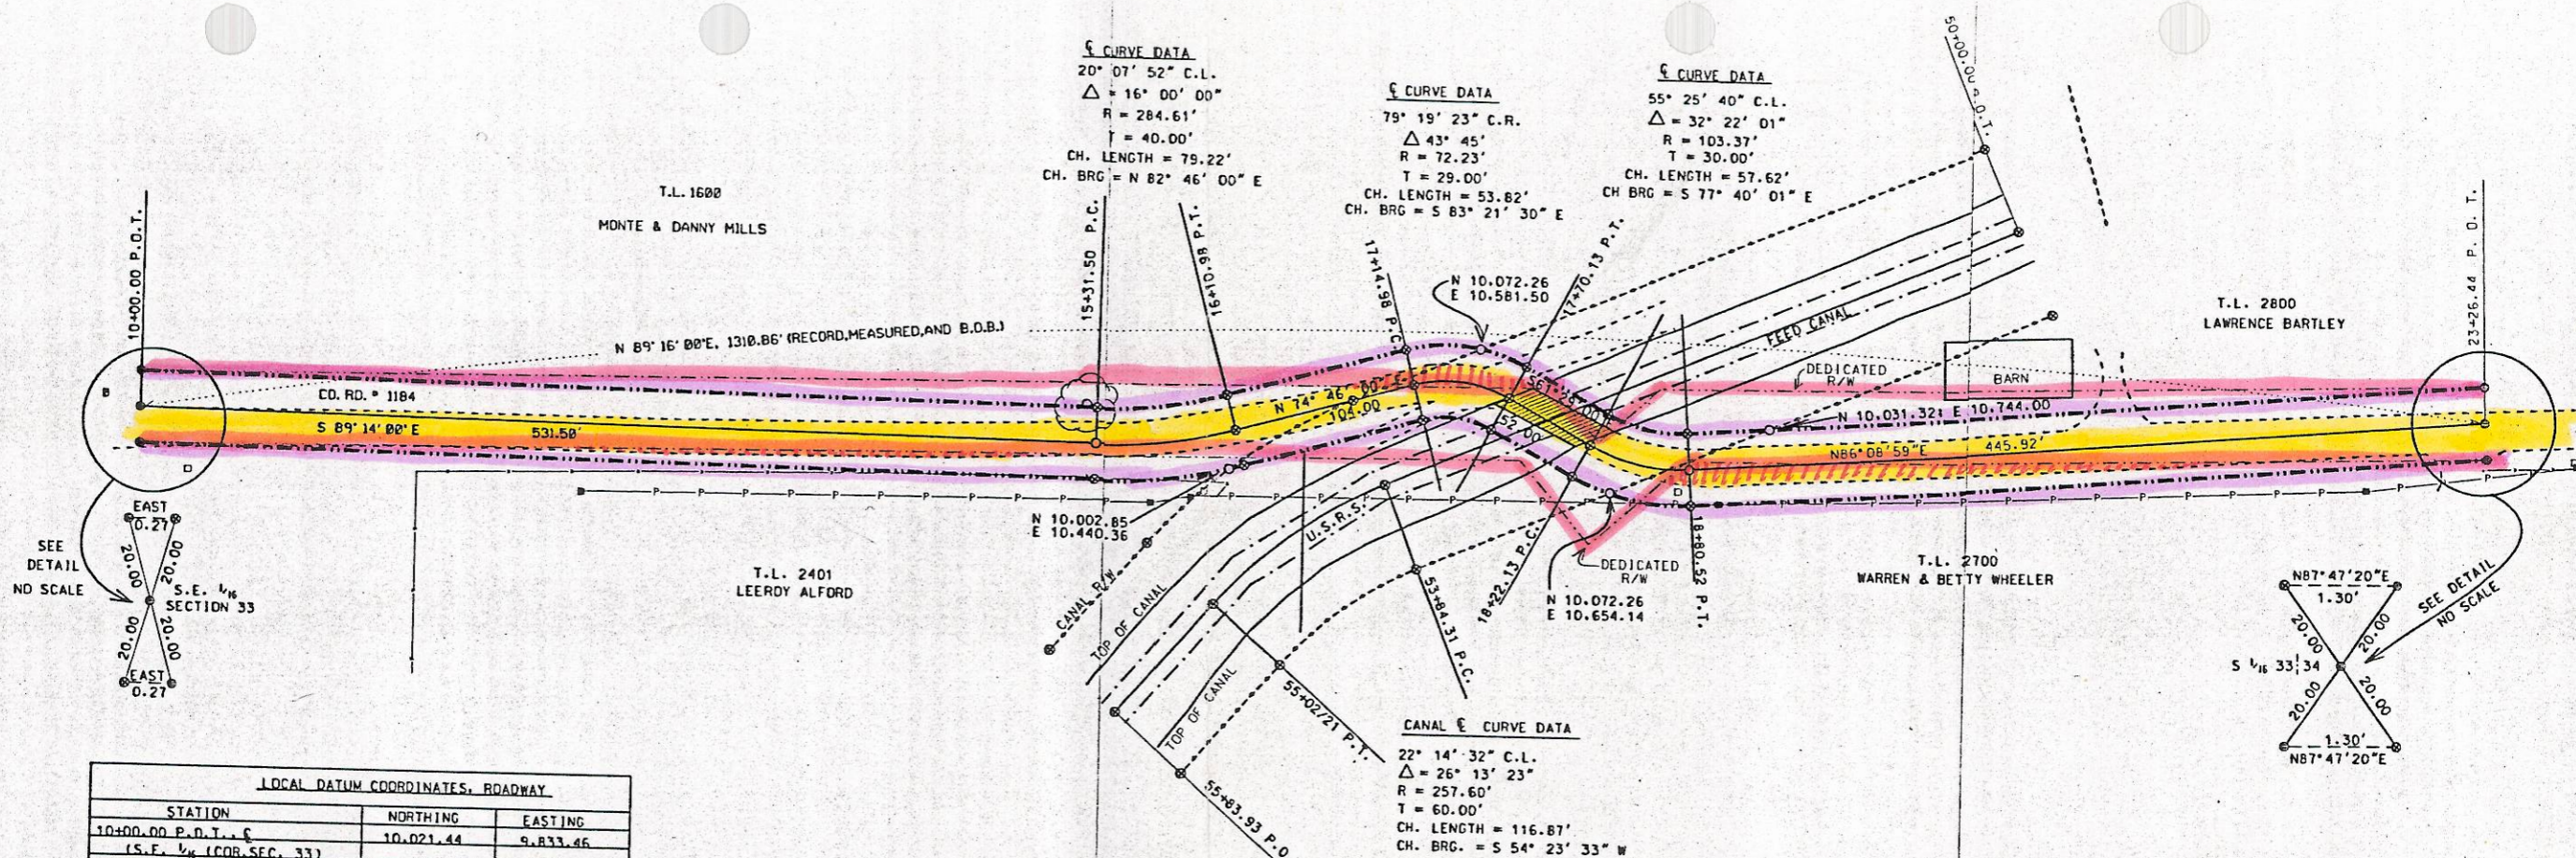 ℄ CURVE DATA
20° 07' 52" C.L.
△ = 16° 00' 00"
R = 284.61'
T = 40.00'
CH. LENGTH = 79.22'
CH. BRG = N 82° 46' 00" E
℄ CURVE DATA
79° 19' 23" C.R.
△ 43° 45'
R = 72.23'
T = 29.00'
CH. LENGTH = 53.82'
CH. BRG = S 83° 21' 30" E
℄ CURVE DATA
55° 25' 40" C.L.
△ = 32° 22' 01"
R = 103.37'
T = 30.00'
CH. LENGTH = 57.62'
CH BRG = S 77° 40' 01" E
T.L. 1600
MONTE & DANNY MILLS
10+00.00 P.O.T.
15+31.50 P.C.
16+10.98 P.T.
17+14.98 P.C.
17+70.13 P.T.
23+26.44 P. O. T.
N 10.072.26
E 10.581.50
T.L. 2800
LAWRENCE BARTLEY
FEED CANAL
N 89° 16' 00"E, 1310.86' (RECORD,MEASURED,AND B.O.B.)
DEDICATED
R/W
BARN
CO. RD. # 1184
N 74° 46' 00" E
104.00
N 10.031.32; E 10.744.00
S 89° 14' 00"E
531.50'
52.00
N86°08'59"E
445.92'
N 10.002.85
E 10.440.36
U.S.R.S.
CANAL R/W
TOP OF CANAL
TOP OF CANAL
53+84.31 P.C.
18+22.13 P.C.
18+80.52 P.T.
DEDICATED
R/W
N 10.072.26
E 10.654.14
T.L. 2401
LEEROY ALFORD
T.L. 2700
WARREN & BETTY WHEELER
EAST
0.27
20.00
20.00
SEE
DETAIL
NO SCALE
S.E. 1/16
SECTION 33
20.00
20.00
EAST
0.27
SEE DETAIL
NO SCALE
N87°47'20"E
1.30'
20.00
20.00
S 1/16 33 34
20.00
20.00
1.30'
N87°47'20"E
55+02/21 P.T.
55+83.93 P.O
CANAL ℄ CURVE DATA
22° 14' 32" C.L.
△ = 26° 13' 23"
R = 257.60'
T = 60.00'
CH. LENGTH = 116.87'
CH. BRG. = S 54° 23' 33" W
LOCAL DATUM COORDINATES, ROADWAY
STATION NORTHING EASTING
10+00.00 P.O.T., ℄ 10.021.44 9.833.46
(S.E. 1/16 (COR.SEC. 33)